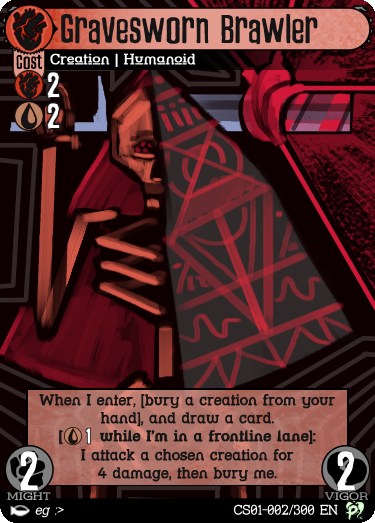 Gravesworn Brawler
Cost
Creation | Humanoid
2
2
When I enter, [bury a creation from your
hand], and draw a card.
[1 while I'm in a frontline lane]:
I attack a chosen creation for
4 damage, then bury me.
2
MIGHT
2
VIGOR
eg :>
CS01-002/300 EN